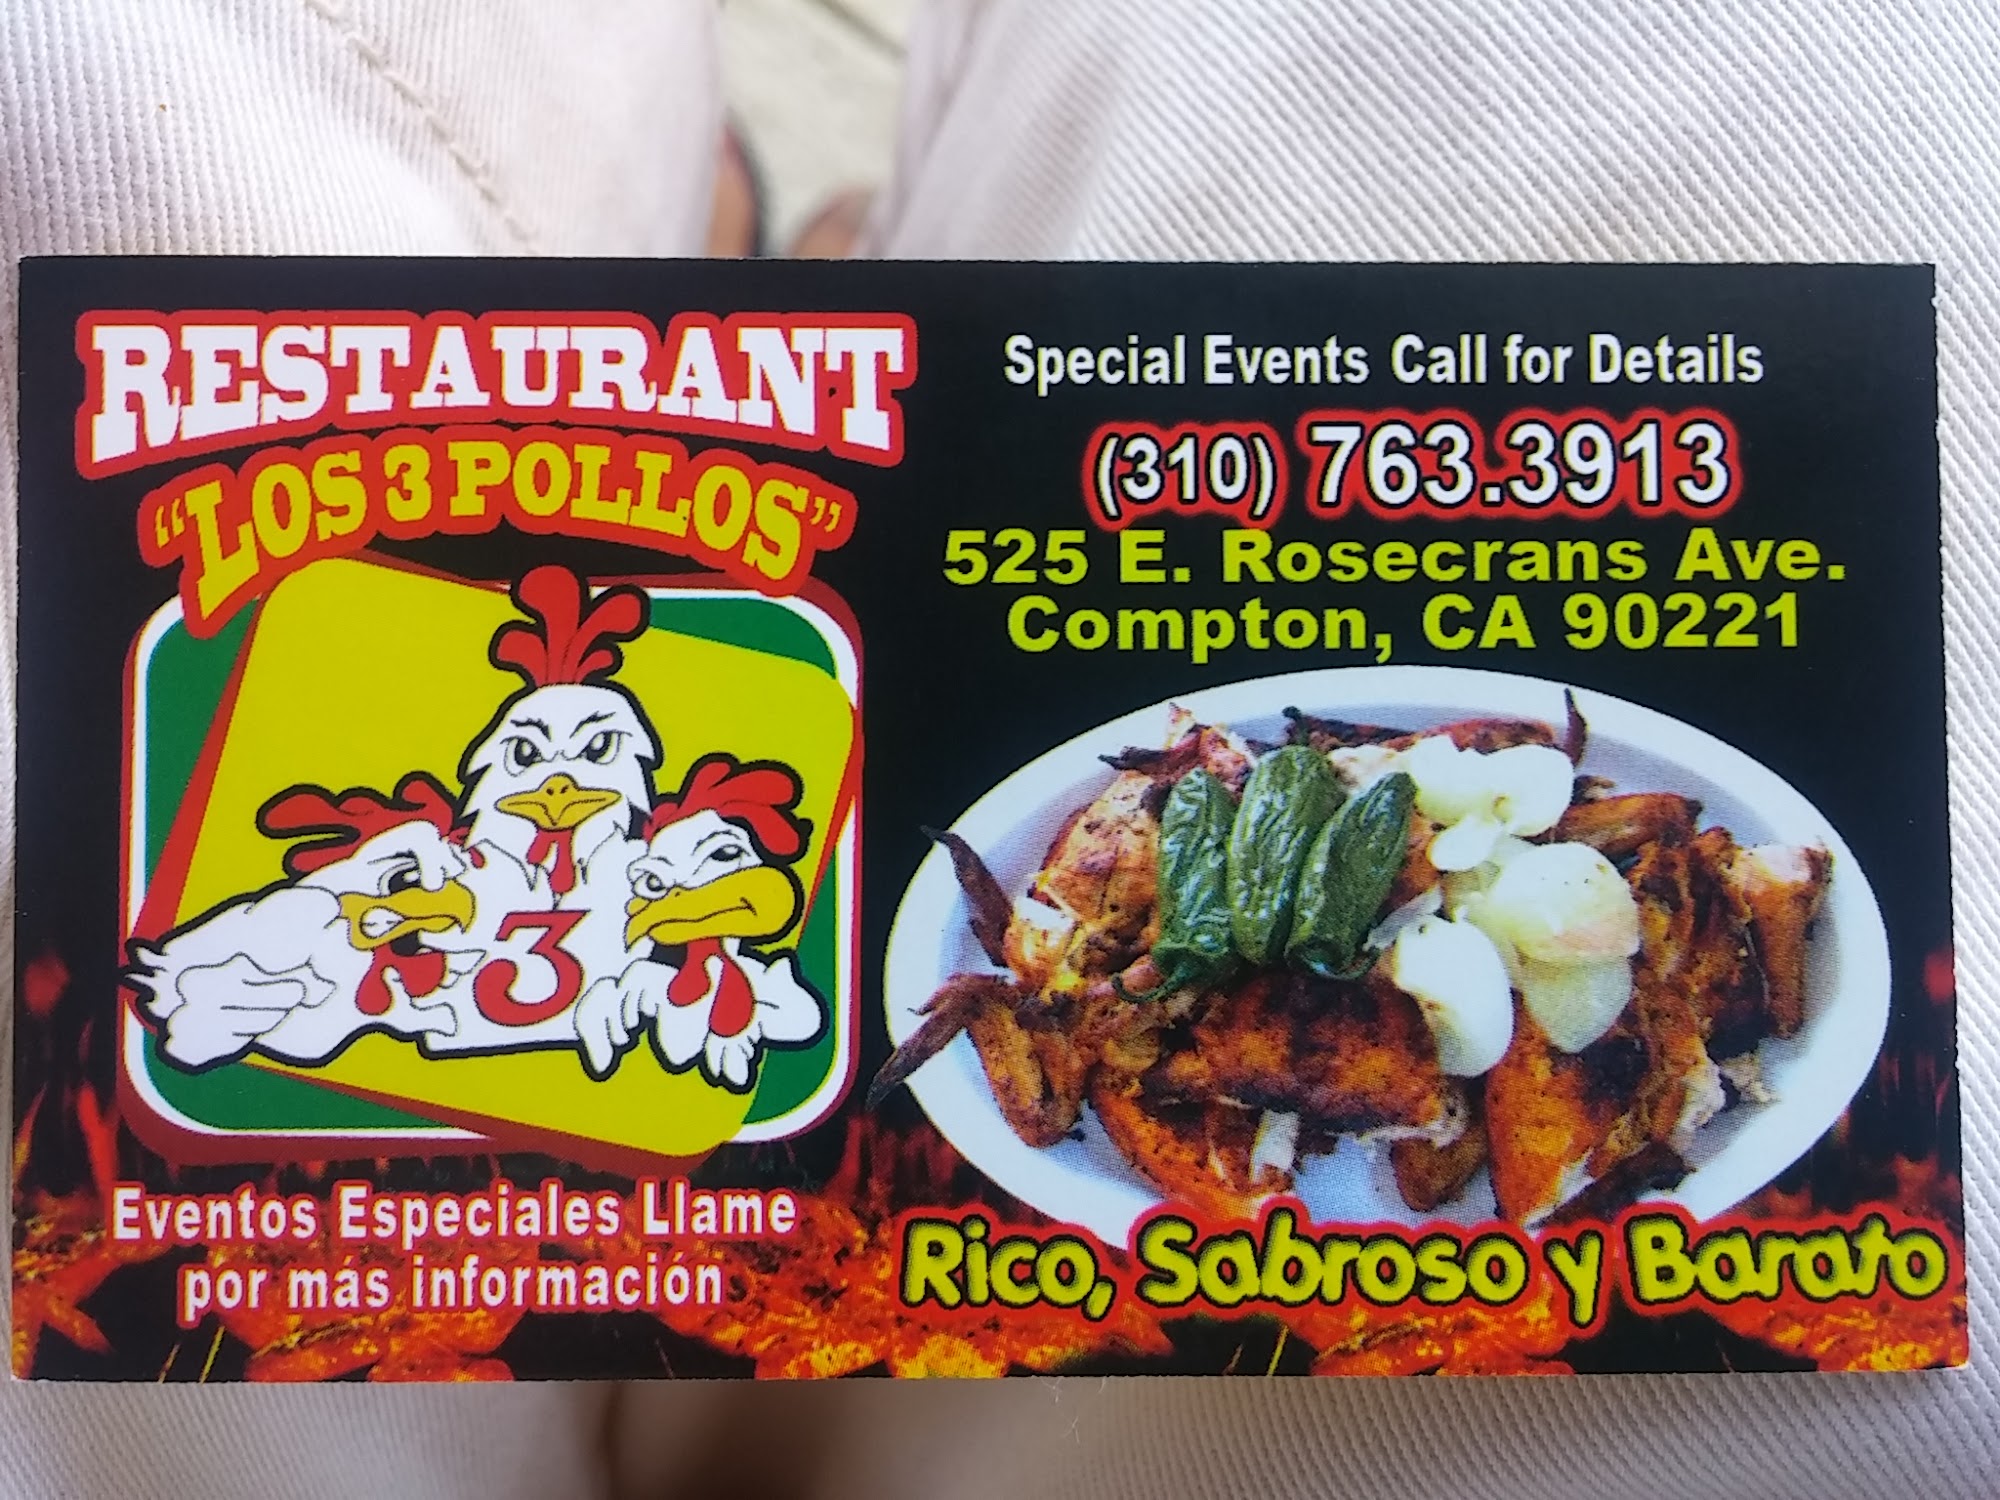 RESTAURANT
"LOS 3 POLLOS"
3
Eventos Especiales Llame
por más información
Special Events Call for Details
(310) 763.3913
525 E. Rosecrans Ave.
Compton, CA 90221
Rico, Sabroso y Barato